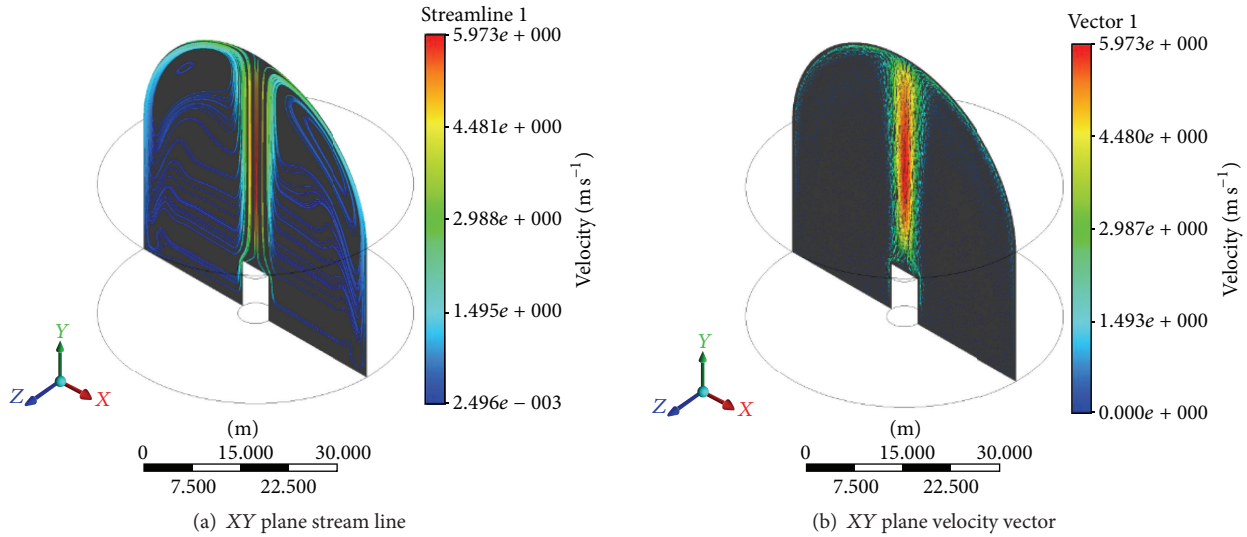 Streamline 1
5.973e + 000
4.481e + 000
2.988e + 000
1.495e + 000
2.496e − 003
Velocity (m s⁻¹)
Y
Z
X
(m)
0 15.000 30.000
7.500 22.500
(a) XY plane stream line
Vector 1
5.973e + 000
4.480e + 000
2.987e + 000
1.493e + 000
0.000e + 000
Velocity (m s⁻¹)
Y
Z
X
(m)
0 15.000 30.000
7.500 22.500
(b) XY plane velocity vector